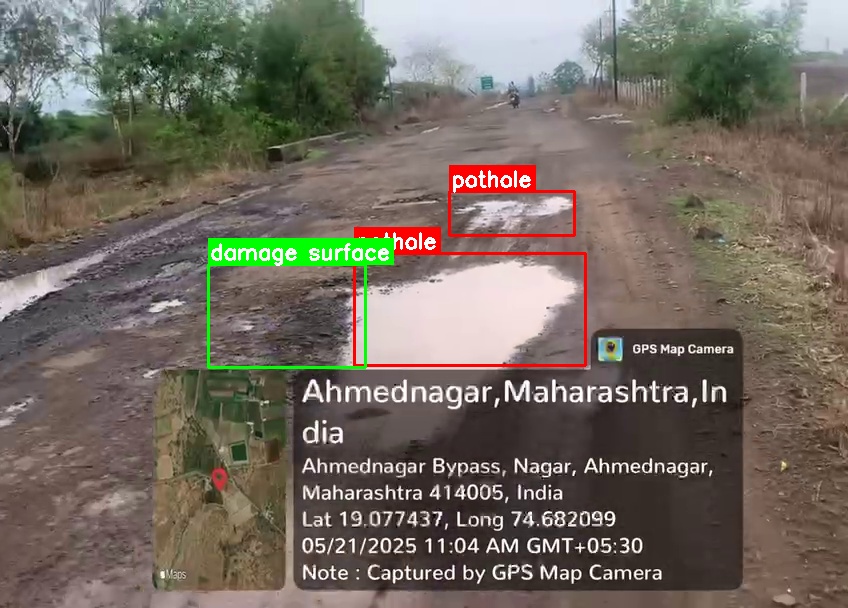 pothole
pothole
damage surface
GPS Map Camera
Ahmednagar,Maharashtra,In
dia
Ahmednagar Bypass, Nagar, Ahmednagar,
Maharashtra 414005, India
Lat 19.077437, Long 74.682099
05/21/2025 11:04 AM GMT+05:30
Note : Captured by GPS Map Camera
Maps